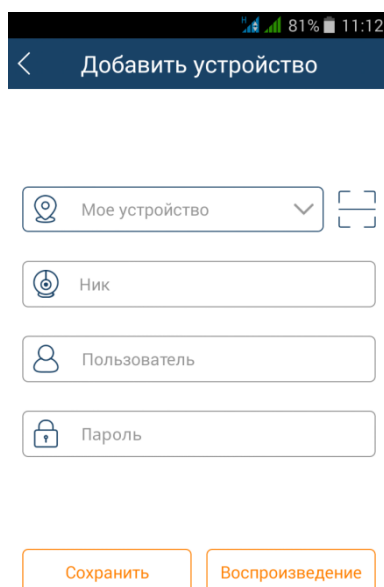 81% 11:12
Добавить устройство
Мое устройство
Ник
Пользователь
Пароль
Сохранить Воспроизведение